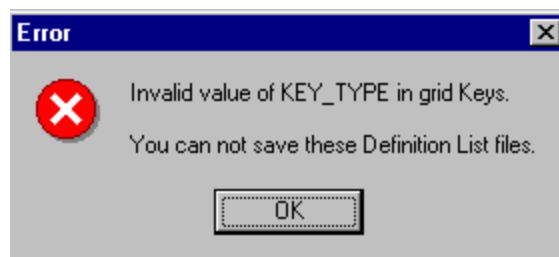 Error
Invalid value of KEY_TYPE in grid Keys.
You can not save these Definition List files.
OK